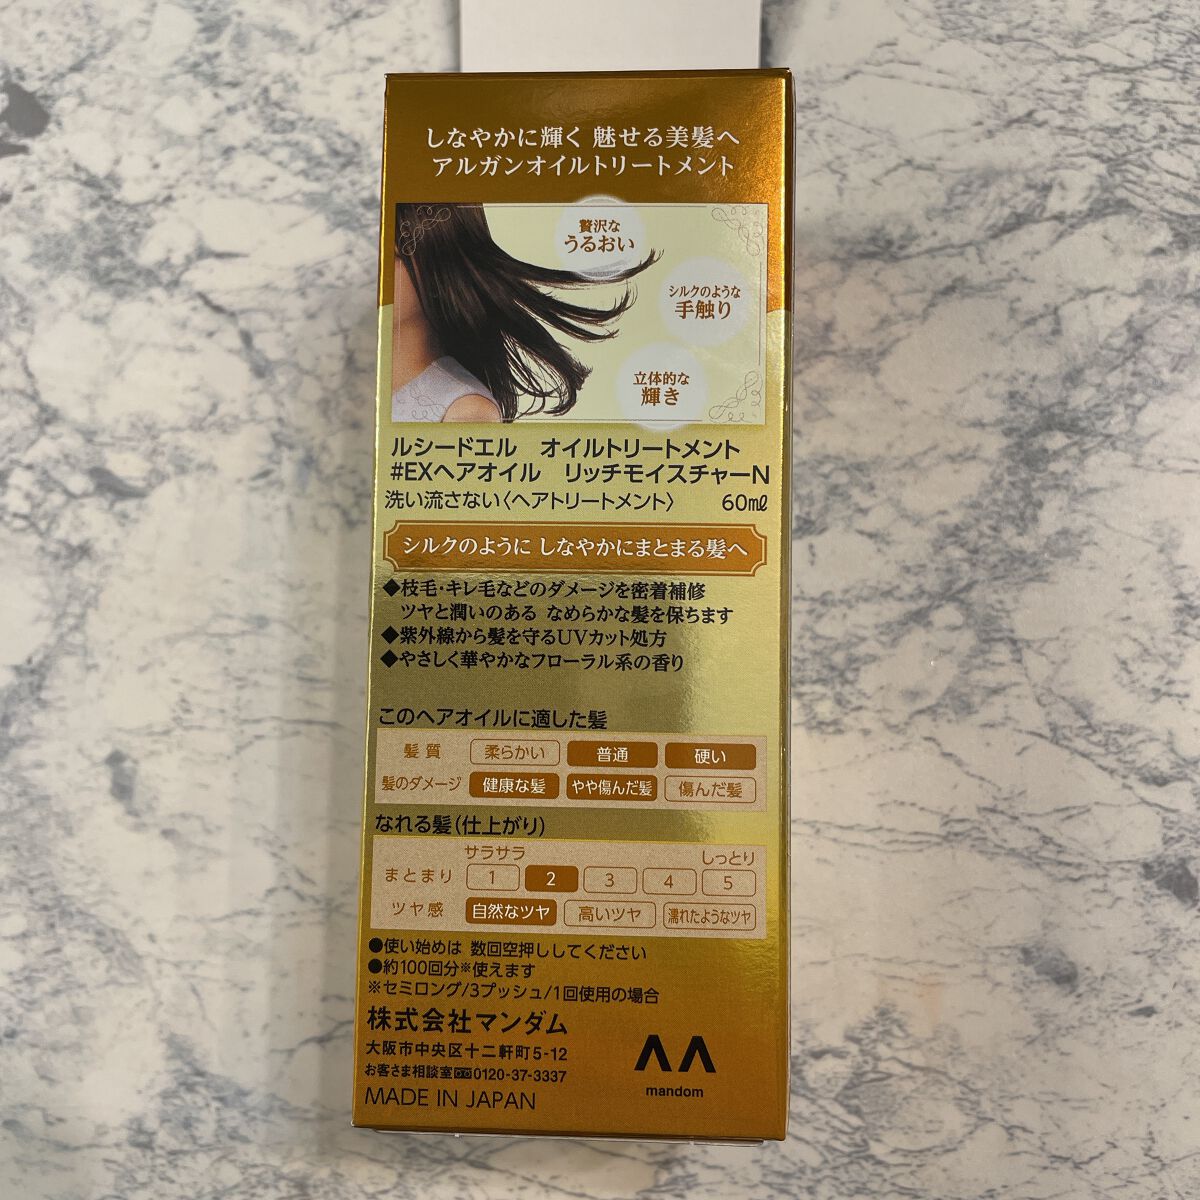 しなやかに輝く 魅せる美髪へ
アルガンオイルトリートメント
贅沢な
うるおい
シルクのような
手触り
立体的な
輝き
ルシードエル オイルトリートメント
#EXヘアオイル リッチモイスチャーN
洗い流さない〈ヘアトリートメント〉 60㎖
シルクのように しなやかにまとまる髪へ
◆枝毛・キレ毛などのダメージを密着補修
ツヤと潤いのある なめらかな髪を保ちます
◆紫外線から髪を守るUVカット処方
◆やさしく華やかなフローラル系の香り
このヘアオイルに適した髪
髪質 柔らかい 普通 硬い
髪のダメージ 健康な髪 やや傷んだ髪 傷んだ髪
なれる髪(仕上がり)
サラサラ しっとり
まとまり 1 2 3 4 5
ツヤ感 自然なツヤ 高いツヤ 濡れたようなツヤ
●使い始めは 数回空押ししてください
●約100回分※使えます
※セミロング/3プッシュ/1回使用の場合
株式会社マンダム
大阪市中央区十二軒町5-12
お客さま相談室 0120-37-3337
MADE IN JAPAN
mandom